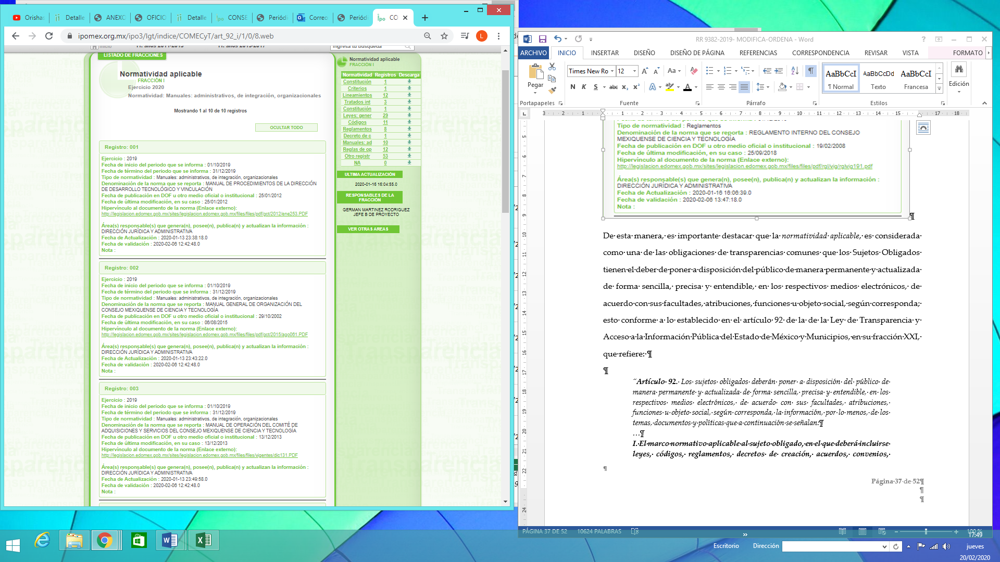 Orishas
Detalle
ANEXO
OFICIO
Detalle
CONSE
Periódi
Correo
Periódi
CO
ipomex.org.mx/ipo3/lgt/indice/COMECyT/art_92_i/1/0/8.web
Inicio
Ingresa tu búsqueda
LISTADO DE FRACCIONES
Normatividad aplicable
FRACCIÓN I
Ejercicio 2020
Normatividad: Manuales: administrativos, de integración, organizacionales
Mostrando 1 al 10 de 10 registros
OCULTAR TODO
Registro: 001
Ejercicio : 2019
Fecha de inicio del periodo que se informa : 01/10/2019
Fecha de término del periodo que se informa : 31/12/2019
Tipo de normatividad : Manuales: administrativos, de integración, organizacionales
Denominación de la norma que se reporta : MANUAL DE PROCEDIMIENTOS DE LA DIRECCIÓN
DE DESARROLLO TECNOLÓGICO Y VINCULACIÓN
Fecha de publicación en DOF u otro medio oficial o institucional : 25/01/2012
Fecha de última modificación, en su caso : 25/01/2012
Hipervínculo al documento de la norma (Enlace externo):
http://legislacion.edomex.gob.mx/sites/legislacion.edomex.gob.mx/files/files/pdf/gct/2012/ene253.PDF
Área(s) responsable(s) que genera(n), posee(n), publica(n) y actualizan la información :
DIRECCIÓN JURÍDICA Y ADMINISTRATIVA
Fecha de Actualización : 2020-01-13 23:38:18.0
Fecha de validación : 2020-02-06 12:42:48.0
Nota :
Registro: 002
Ejercicio : 2019
Fecha de inicio del periodo que se informa : 01/10/2019
Fecha de término del periodo que se informa : 31/12/2019
Tipo de normatividad : Manuales: administrativos, de integración, organizacionales
Denominación de la norma que se reporta : MANUAL GENERAL DE ORGANIZACIÓN DEL
CONSEJO MEXIQUENSE DE CIENCIA Y TECNOLOGÍA
Fecha de publicación en DOF u otro medio oficial o institucional : 29/10/2002
Fecha de última modificación, en su caso : 06/08/2015
Hipervínculo al documento de la norma (Enlace externo):
http://legislacion.edomex.gob.mx/sites/legislacion.edomex.gob.mx/files/files/pdf/gct/2015/ago061.PDF
Área(s) responsable(s) que genera(n), posee(n), publica(n) y actualizan la información :
DIRECCIÓN JURÍDICA Y ADMINISTRATIVA
Fecha de Actualización : 2020-01-13 23:43:22.0
Fecha de validación : 2020-02-06 12:42:48.0
Nota :
Registro: 003
Ejercicio : 2019
Fecha de inicio del periodo que se informa : 01/10/2019
Fecha de término del periodo que se informa : 31/12/2019
Tipo de normatividad : Manuales: administrativos, de integración, organizacionales
Denominación de la norma que se reporta : MANUAL DE OPERACIÓN DEL COMITÉ DE
ADQUISICIONES Y SERVICIOS DEL CONSEJO MEXIQUENSE DE CIENCIA Y TECNOLOGÍA
Fecha de publicación en DOF u otro medio oficial o institucional : 13/12/2013
Fecha de última modificación, en su caso : 13/12/2013
Hipervínculo al documento de la norma (Enlace externo):
http://legislacion.edomex.gob.mx/sites/legislacion.edomex.gob.mx/files/files/vigentes/dic131.PDF
Área(s) responsable(s) que genera(n), posee(n), publica(n) y actualizan la información :
DIRECCIÓN JURÍDICA Y ADMINISTRATIVA
Fecha de Actualización : 2020-01-13 23:49:58.0
Fecha de validación : 2020-02-06 12:42:48.0
Nota :
Normatividad aplicable
FRACCIÓN I
Normatividad Registros Descarga
Constitución 1
Criterios 1
Lineamientos 12
Tratados int 3
Constitución 1
Leyes: gener 29
Códigos 11
Reglamentos 8
Decreto de c 1
Manuales: ad 10
Reglas de op 12
Otro registr 53
NA 0
ULTIMA ACTUALIZACIÓN
2020-01-16 16:04:55.0
RESPONSABLES DE LA
FRACCIÓN
GERMAN MARTINEZ RODRIGUEZ
JEFE B DE PROYECTO
VER OTRAS AREAS
RR 9382-2019- MODIFICA-ORDENA - Word
ARCHIVO INICIO INSERTAR DISEÑO DISEÑO DE PÁGINA REFERENCIAS CORRESPONDENCIA REVISAR VISTA FORMATO
Times New Ro 12
Pegar
AaBbCcI AaBbCcDd AaBbCcI
¶ Normal Texto Francesa
Edición
Portapapeles Fuente Párrafo Estilos
Tipo de normatividad : Reglamentos
Denominación de la norma que se reporta : REGLAMENTO INTERNO DEL CONSEJO
MEXIQUENSE DE CIENCIA Y TECNOLOGÍA
Fecha de publicación en DOF u otro medio oficial o institucional : 19/02/2008
Fecha de última modificación, en su caso : 25/09/2018
Hipervínculo al documento de la norma (Enlace externo):
http://legislacion.edomex.gob.mx/sites/legislacion.edomex.gob.mx/files/files/pdf/rgl/vig/rglvig191.pdf
Área(s) responsable(s) que genera(n), posee(n), publica(n) y actualizan la información :
DIRECCIÓN JURÍDICA Y ADMINISTRATIVA
Fecha de Actualización : 2020-01-16 16:06:39.0
Fecha de validación : 2020-02-06 13:47:18.0
Nota :
De esta manera, es importante destacar que la normatividad aplicable, es considerada
como una de las obligaciones de transparencias comunes que los Sujetos Obligados
tienen el deber de poner a disposición del público de manera permanente y actualizada
de forma sencilla, precisa y entendible, en los respectivos medios electrónicos, de
acuerdo con sus facultades, atribuciones, funciones u objeto social, según corresponda;
esto conforme a lo establecido en el artículo 92 de la de la Ley de Transparencia y
Acceso a la Información Pública del Estado de México y Municipios, en su fracción XXI,
que refiere: ¶
¶
“Artículo 92. Los sujetos obligados deberán poner a disposición del público de
manera permanente y actualizada de forma sencilla, precisa y entendible, en los
respectivos medios electrónicos, de acuerdo con sus facultades, atribuciones,
funciones u objeto social, según corresponda, la información, por lo menos, de los
temas, documentos y políticas que a continuación se señalan:¶
…¶
I. El marco normativo aplicable al sujeto obligado, en el que deberá incluirse
leyes, códigos, reglamentos, decretos de creación, acuerdos, convenios,
¶
Página 37 de 52¶
¶
¶
PÁGINA 37 DE 52 10624 PALABRAS
100 %
Escritorio
Dirección
17:49
jueves
20/02/2020